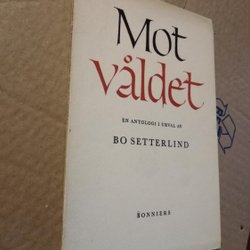 Mot
våldet
EN ANTOLOGI I URVAL AV
BO SETTERLIND
BONNIERS